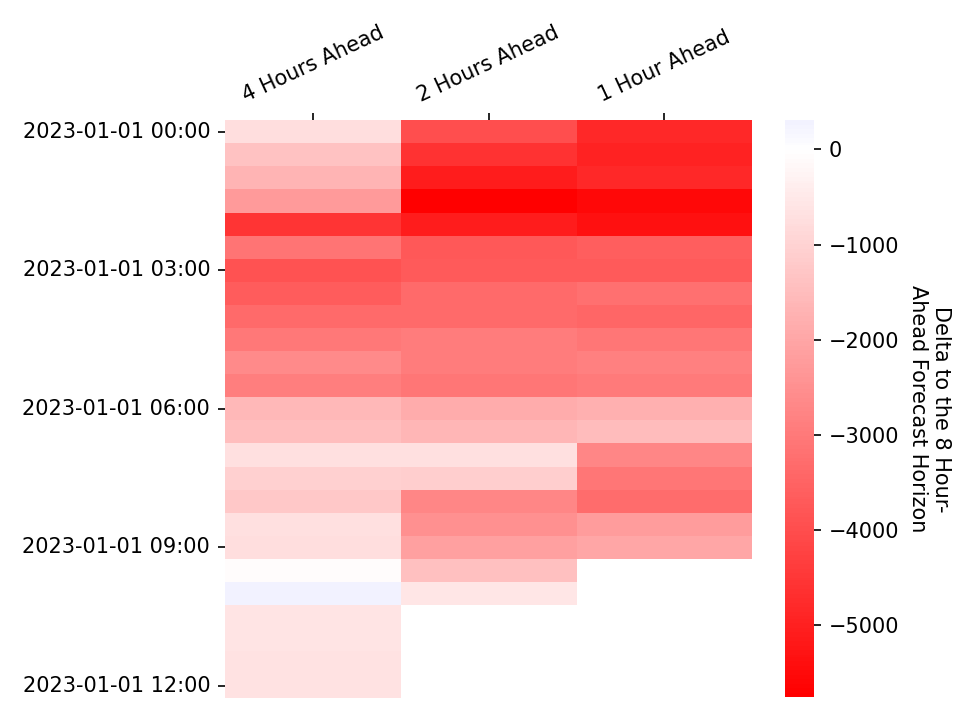 4 Hours Ahead
2 Hours Ahead
1 Hour Ahead
2023-01-01 00:00
2023-01-01 03:00
2023-01-01 06:00
2023-01-01 09:00
2023-01-01 12:00
0
−1000
−2000
−3000
−4000
−5000
Delta to the 8 Hour-
Ahead Forecast Horizon